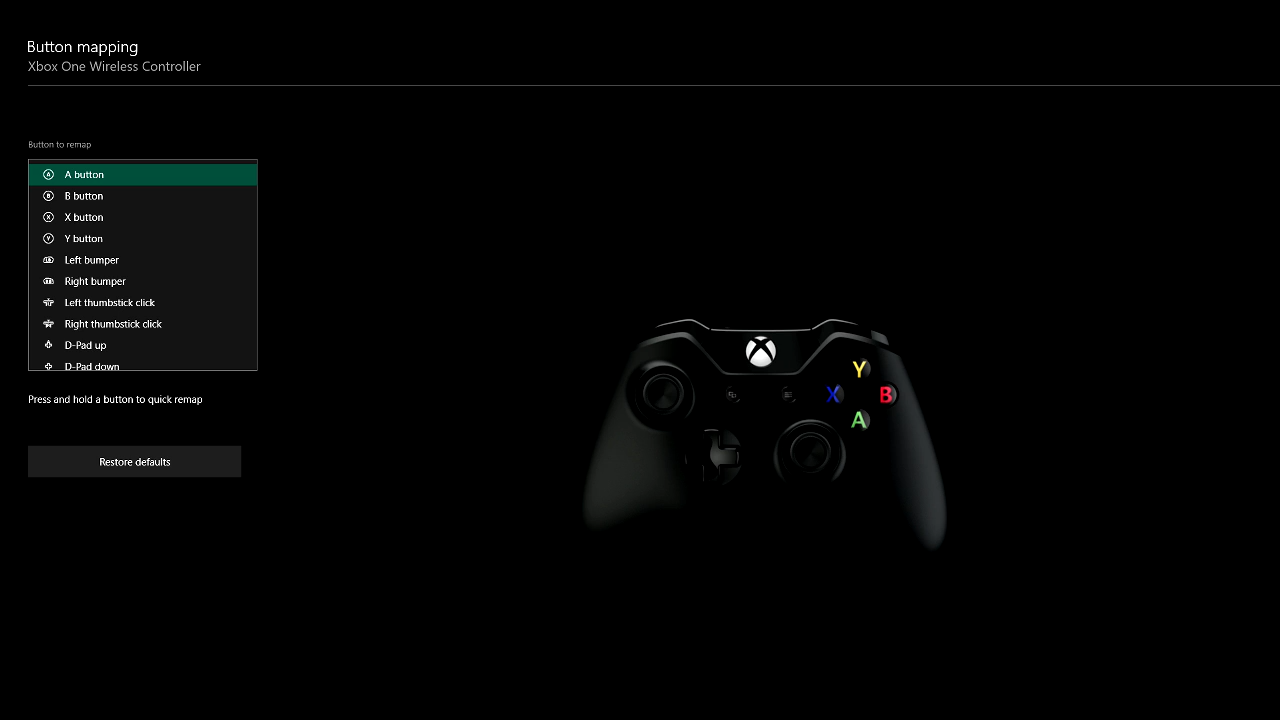 Button mapping
Xbox One Wireless Controller
Button to remap
A button
B button
X button
Y button
Left bumper
Right bumper
Left thumbstick click
Right thumbstick click
D-Pad up
D-Pad down
Press and hold a button to quick remap
Restore defaults
Y
X
B
A